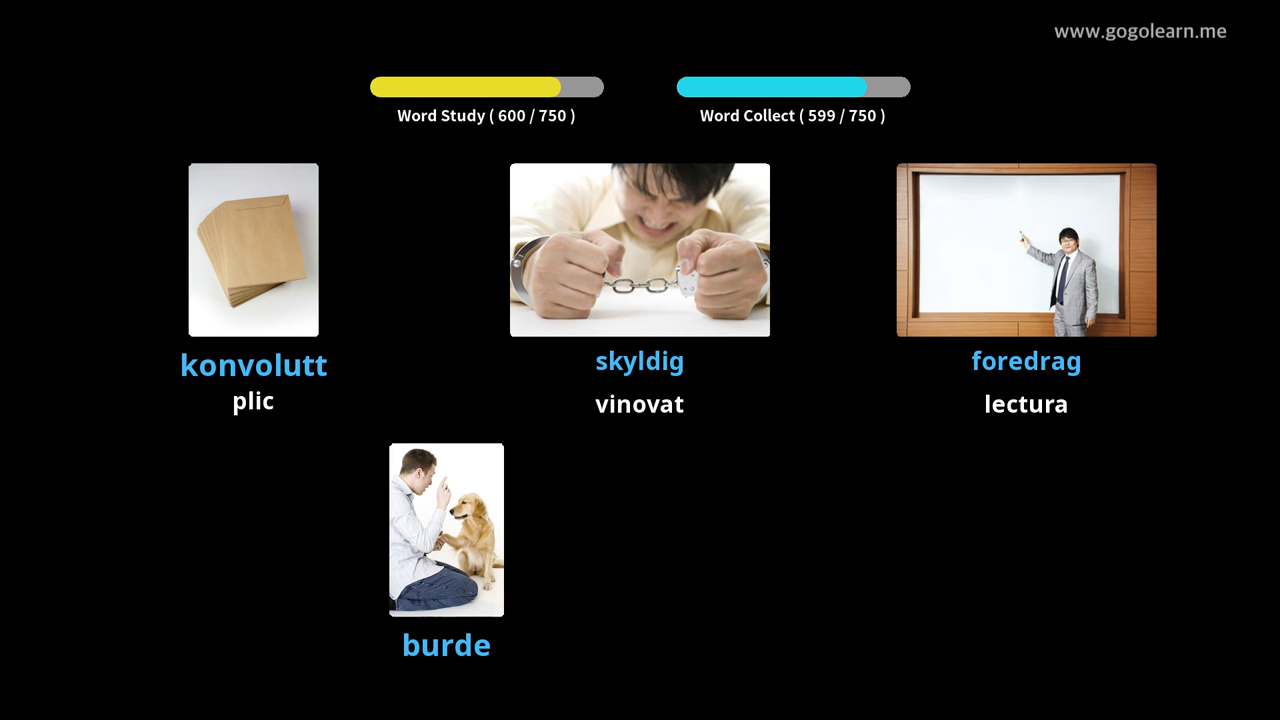 www.gogolearn.me
Word Study ( 600 / 750 )
Word Collect ( 599 / 750 )
konvolutt
plic
skyldig
vinovat
foredrag
lectura
burde